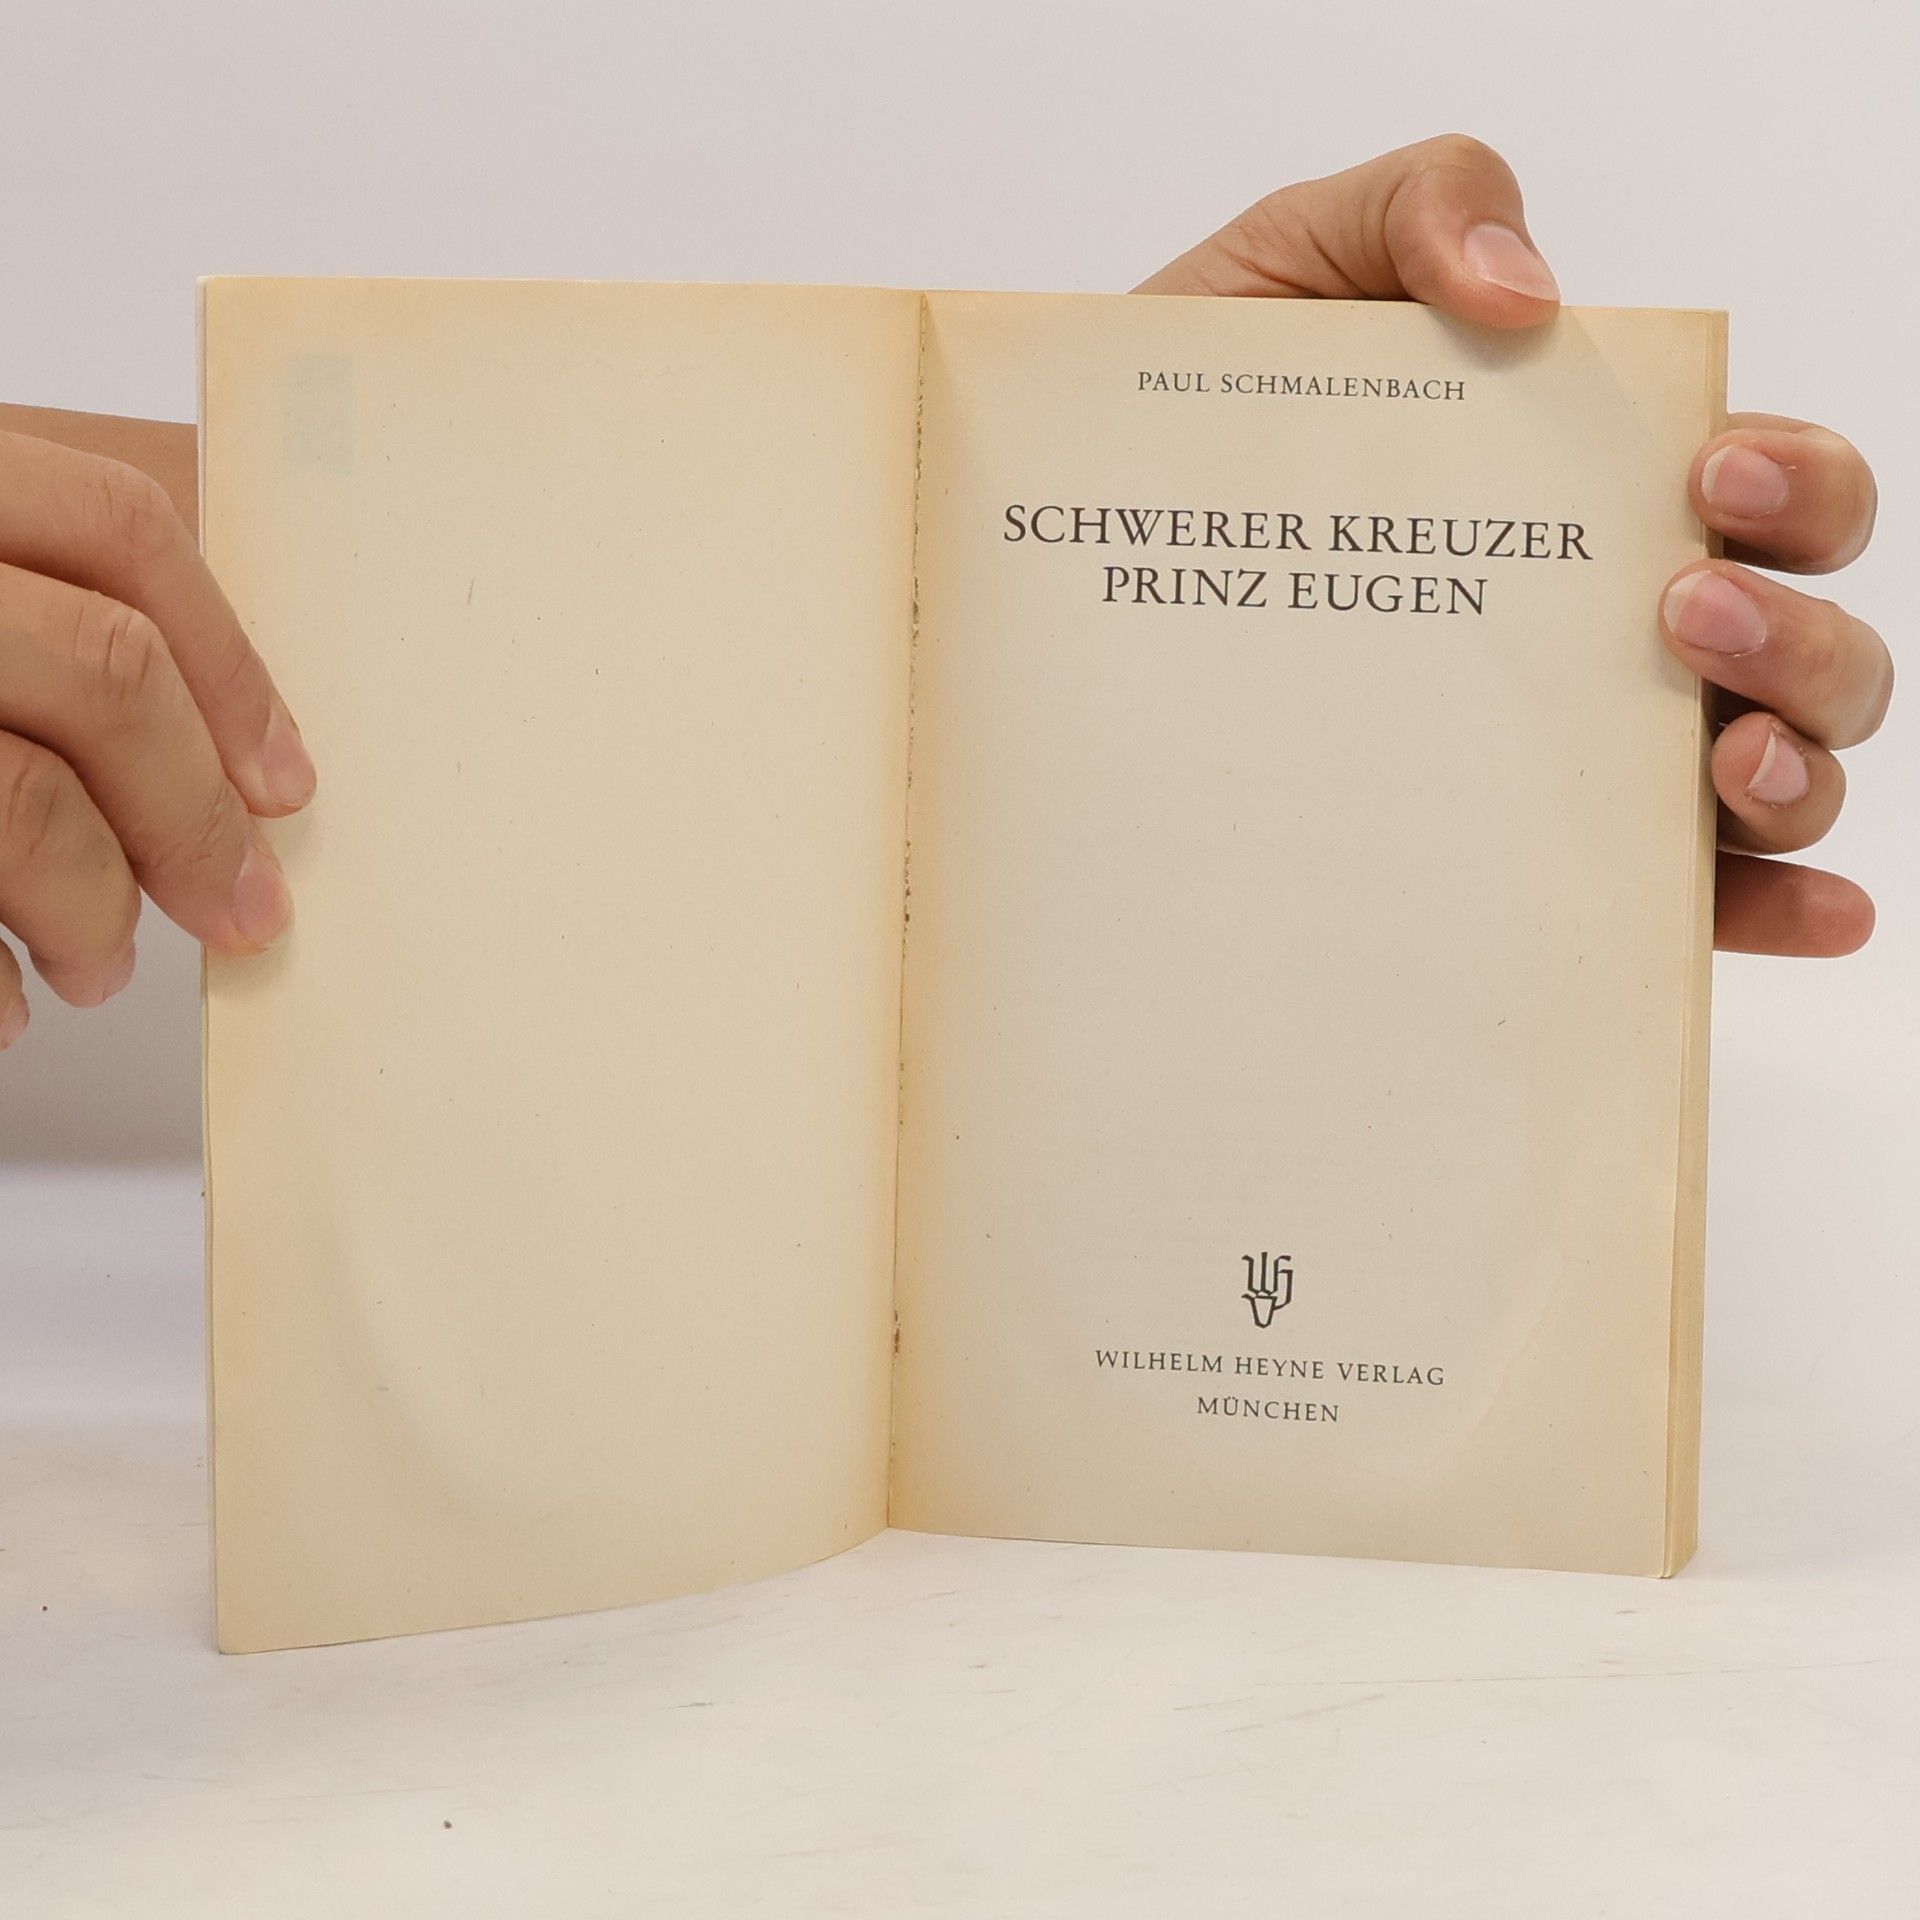 PAUL SCHMALENBACH
SCHWERER KREUZER
PRINZ EUGEN
WILHELM HEYNE VERLAG
MÜNCHEN